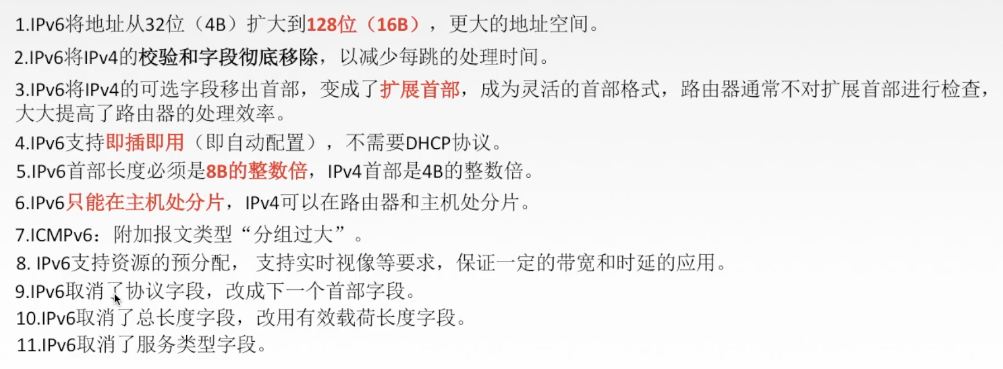 1.IPv6将地址从32位（4B）扩大到128位（16B），更大的地址空间。
2.IPv6将IPv4的校验和字段彻底移除，以减少每跳的处理时间。
3.IPv6将IPv4的可选字段移出首部，变成了扩展首部，成为灵活的首部格式，路由器通常不对扩展首部进行检查，
大大提高了路由器的处理效率。
4.IPv6支持即插即用（即自动配置），不需要DHCP协议。
5.IPv6首部长度必须是8B的整数倍，IPv4首部是4B的整数倍。
6.IPv6只能在主机处分片，IPv4可以在路由器和主机处分片。
7.ICMPv6：附加报文类型“分组过大”。
8. IPv6支持资源的预分配， 支持实时视像等要求，保证一定的带宽和时延的应用。
9.IPv6取消了协议字段，改成下一个首部字段。
10.IPv6取消了总长度字段，改用有效载荷长度字段。
11.IPv6取消了服务类型字段。